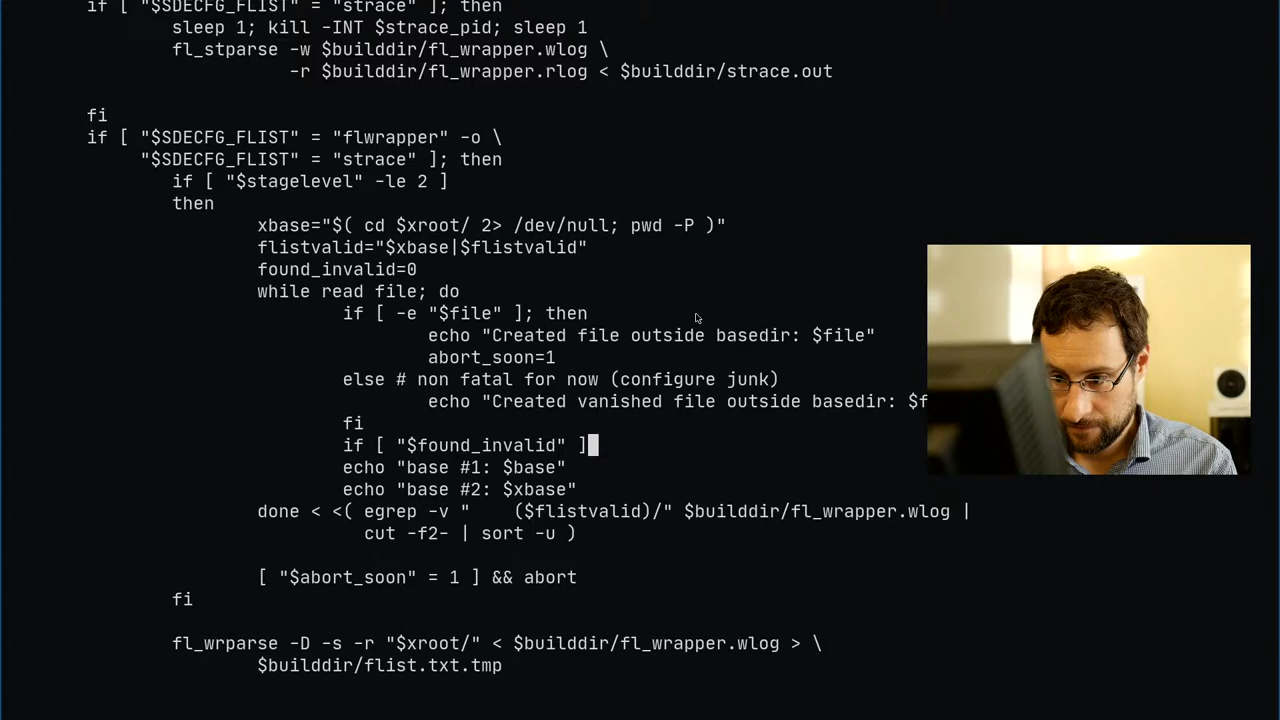 if [ "$SDECFG_FLIST" = "strace" ]; then
sleep 1; kill -INT $strace_pid; sleep 1
fl_stparse -w $builddir/fl_wrapper.wlog \
-r $builddir/fl_wrapper.rlog < $builddir/strace.out
fi
if [ "$SDECFG_FLIST" = "flwrapper" -o \
"$SDECFG_FLIST" = "strace" ]; then
if [ "$stagelevel" -le 2 ]
then
xbase="$( cd $xroot/ 2> /dev/null; pwd -P )"
flistvalid="$xbase|$flistvalid"
found_invalid=0
while read file; do
if [ -e "$file" ]; then
echo "Created file outside basedir: $file"
abort_soon=1
else # non fatal for now (configure junk)
echo "Created vanished file outside basedir: $f
fi
if [ "$found_invalid" ]
echo "base #1: $base"
echo "base #2: $xbase"
done < <( egrep -v "    ($flistvalid)/" $builddir/fl_wrapper.wlog |
cut -f2- | sort -u )
[ "$abort_soon" = 1 ] && abort
fi
fl_wrparse -D -s -r "$xroot/" < $builddir/fl_wrapper.wlog > \
$builddir/flist.txt.tmp